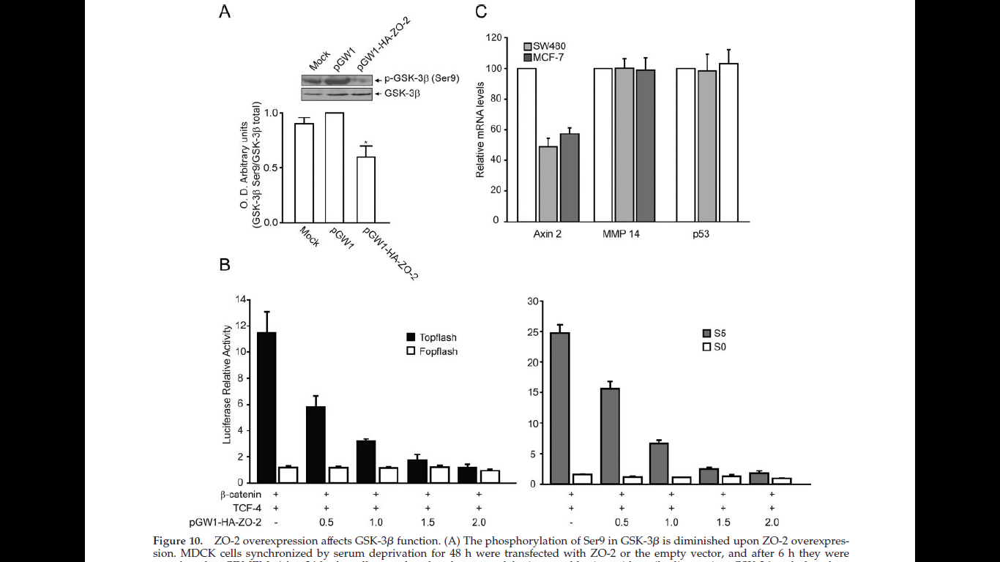 A
Mock
pGW1
pGW1-HA-ZO-2
p-GSK-3β (Ser9)
GSK-3β
O. D. Arbitrary units
(GSK-3β Ser9/GSK-3β total)
1.0
0.5
0.0
*
Mock
pGW1
pGW1-HA-ZO-2
C
Relative mRNA levels
120
100
80
60
40
20
0
SW480
MCF-7
Axin 2
MMP 14
p53
B
Luciferase Relative Activity
14
12
10
8
6
4
2
0
Topflash
Fopflash
30
25
20
15
10
5
0
S5
S0
β-catenin + + + + + + + + + +
TCF-4 + + + + + + + + + +
pGW1-HA-ZO-2 - 0.5 1.0 1.5 2.0 - 0.5 1.0 1.5 2.0
Figure 10. ZO-2 overexpression affects GSK-3β function. (A) The phosphorylation of Ser9 in GSK-3β is diminished upon ZO-2 overexpres-
sion. MDCK cells synchronized by serum deprivation for 48 h were transfected with ZO-2 or the empty vector, and after 6 h they were